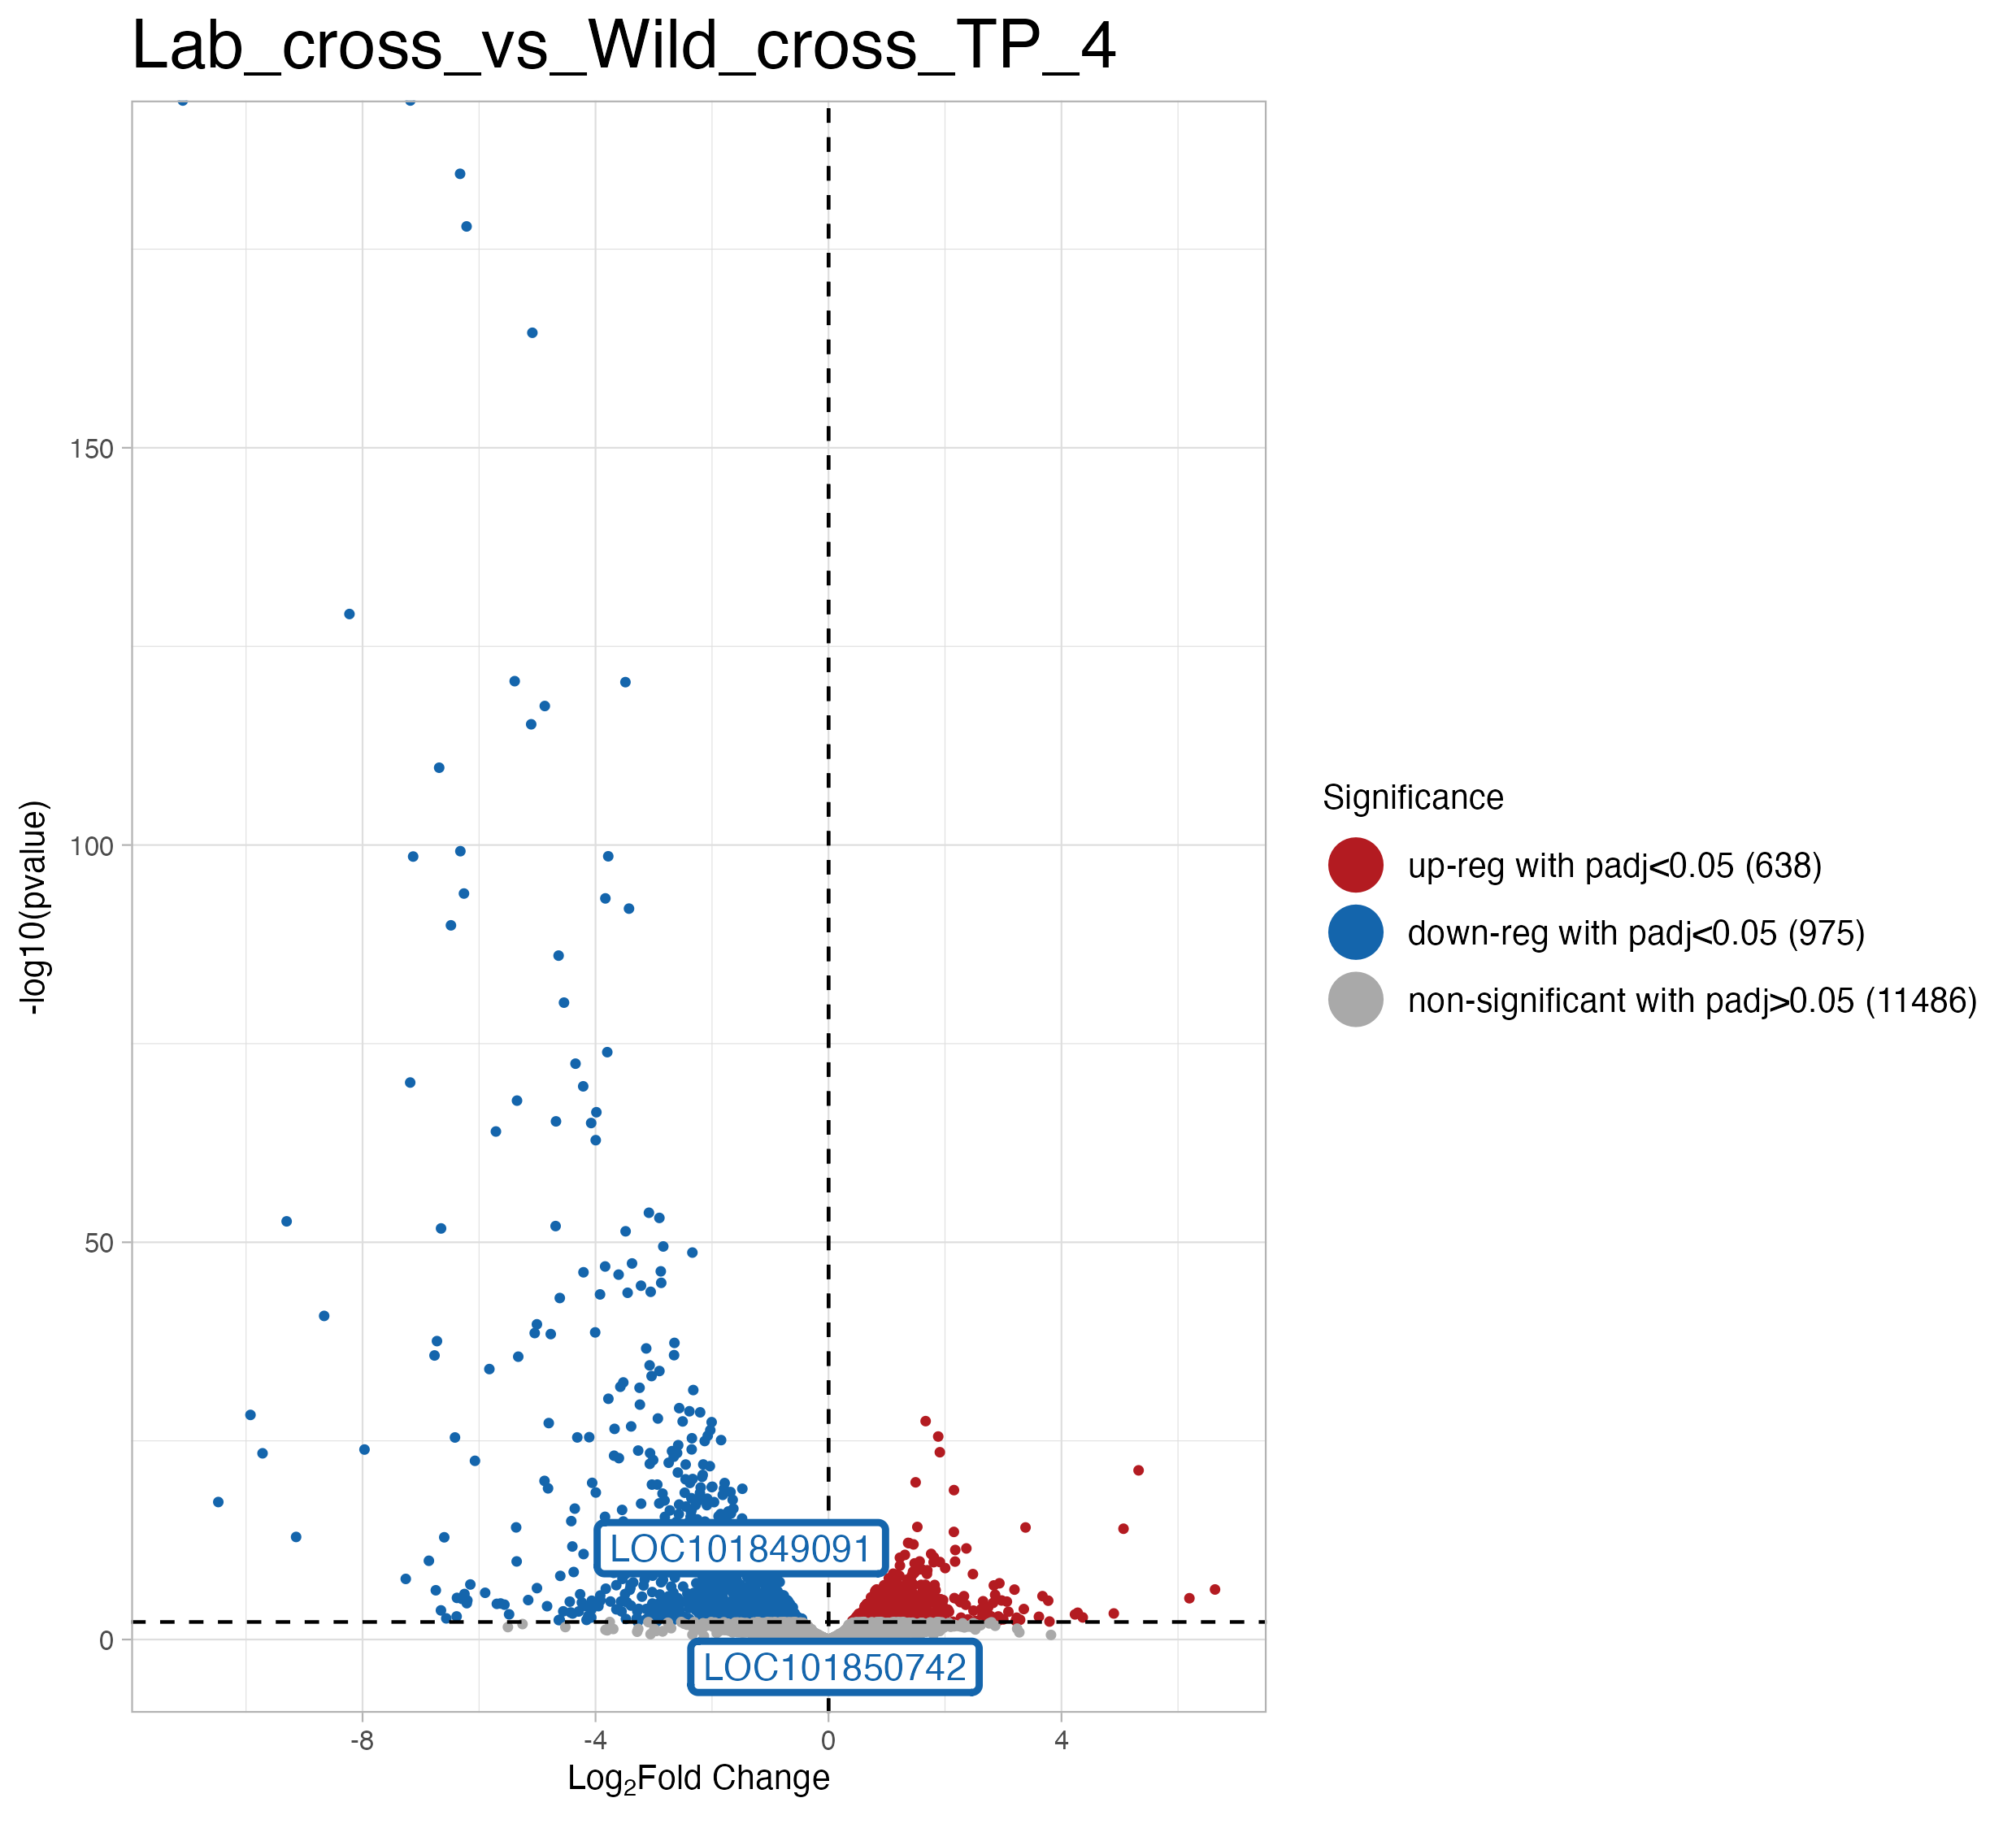 Lab_cross_vs_Wild_cross_TP_4
-log10(pvalue)
150
100
50
0
LOC101849091
LOC101850742
-8
-4
0
4
Log₂Fold Change
Significance
up-reg with padj<0.05 (638)
down-reg with padj<0.05 (975)
non-significant with padj>0.05 (11486)